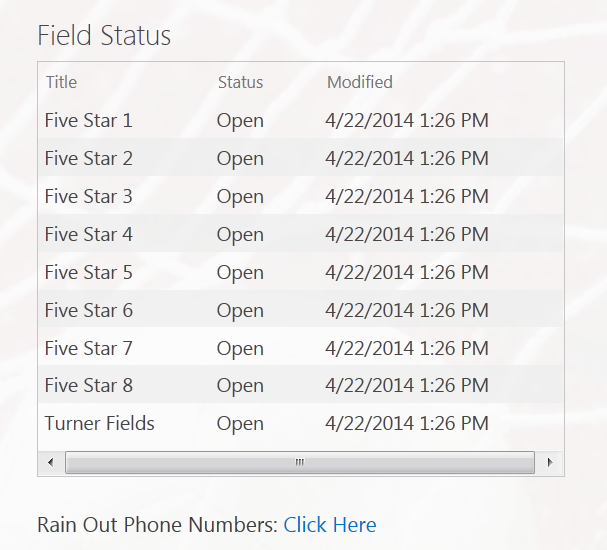 Field Status
Title Status Modified
Five Star 1 Open 4/22/2014 1:26 PM
Five Star 2 Open 4/22/2014 1:26 PM
Five Star 3 Open 4/22/2014 1:26 PM
Five Star 4 Open 4/22/2014 1:26 PM
Five Star 5 Open 4/22/2014 1:26 PM
Five Star 6 Open 4/22/2014 1:26 PM
Five Star 7 Open 4/22/2014 1:26 PM
Five Star 8 Open 4/22/2014 1:26 PM
Turner Fields Open 4/22/2014 1:26 PM
Rain Out Phone Numbers: Click Here